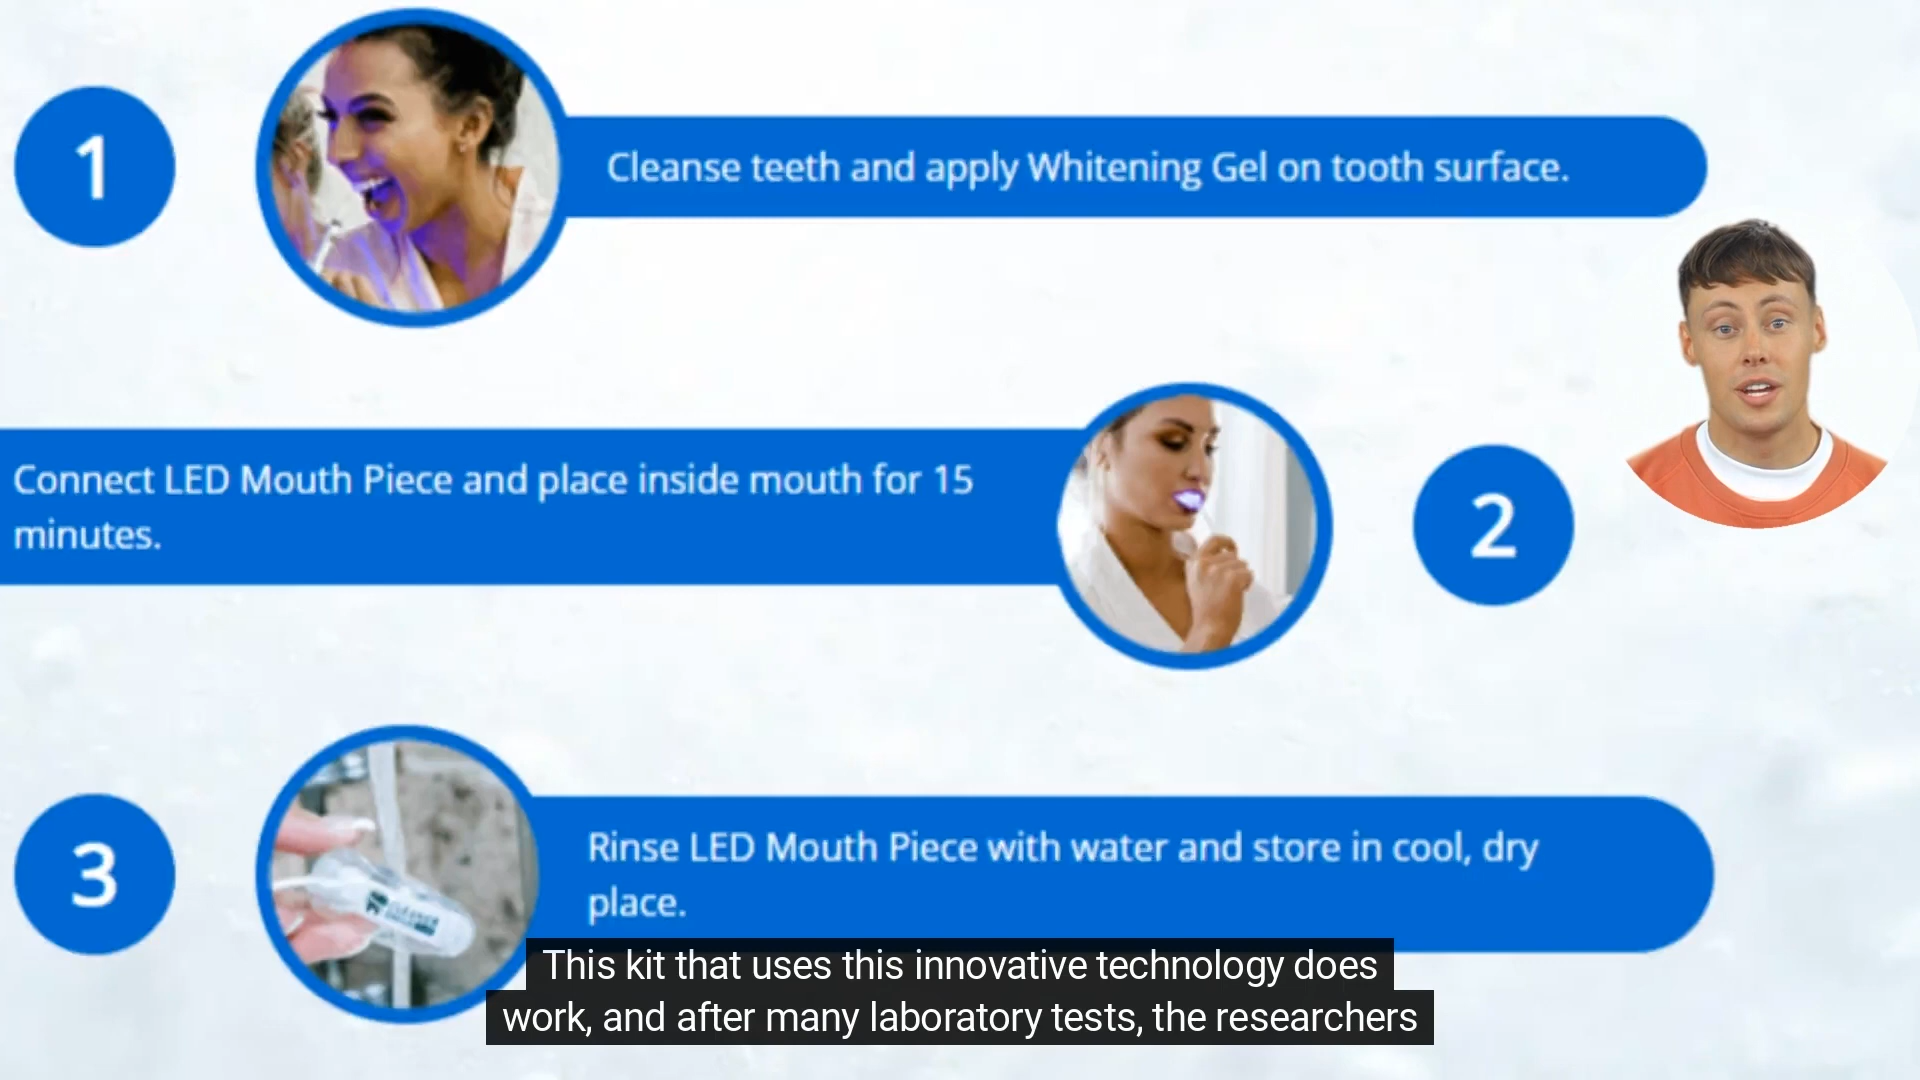 1
Cleanse teeth and apply Whitening Gel on tooth surface.
Connect LED Mouth Piece and place inside mouth for 15
minutes.
2
3
Rinse LED Mouth Piece with water and store in cool, dry
place.
This kit that uses this innovative technology does
work, and after many laboratory tests, the researchers